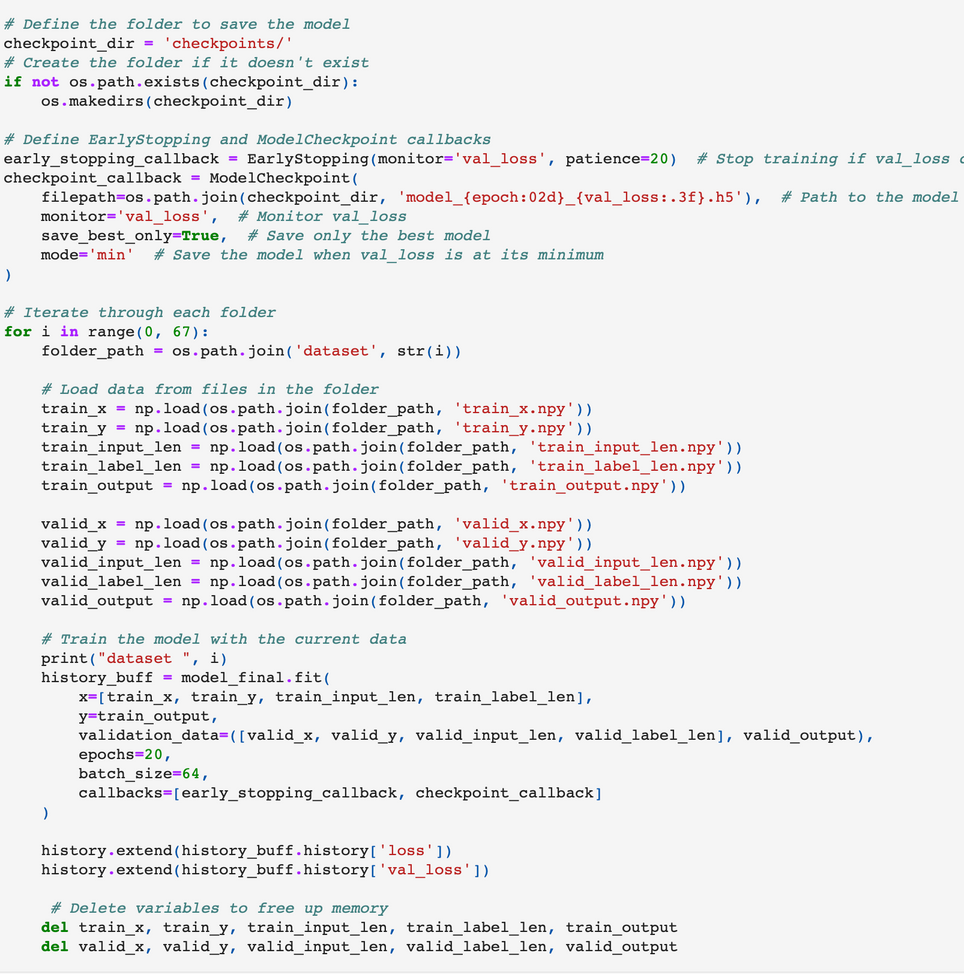 # Define the folder to save the model
checkpoint_dir = 'checkpoints/'
# Create the folder if it doesn't exist
if not os.path.exists(checkpoint_dir):
    os.makedirs(checkpoint_dir)

# Define EarlyStopping and ModelCheckpoint callbacks
early_stopping_callback = EarlyStopping(monitor='val_loss', patience=20)  # Stop training if val_loss
checkpoint_callback = ModelCheckpoint(
    filepath=os.path.join(checkpoint_dir, 'model_{epoch:02d}_{val_loss:.3f}.h5'),  # Path to the model
    monitor='val_loss',  # Monitor val_loss
    save_best_only=True,  # Save only the best model
    mode='min'  # Save the model when val_loss is at its minimum
)

# Iterate through each folder
for i in range(0, 67):
    folder_path = os.path.join('dataset', str(i))

    # Load data from files in the folder
    train_x = np.load(os.path.join(folder_path, 'train_x.npy'))
    train_y = np.load(os.path.join(folder_path, 'train_y.npy'))
    train_input_len = np.load(os.path.join(folder_path, 'train_input_len.npy'))
    train_label_len = np.load(os.path.join(folder_path, 'train_label_len.npy'))
    train_output = np.load(os.path.join(folder_path, 'train_output.npy'))

    valid_x = np.load(os.path.join(folder_path, 'valid_x.npy'))
    valid_y = np.load(os.path.join(folder_path, 'valid_y.npy'))
    valid_input_len = np.load(os.path.join(folder_path, 'valid_input_len.npy'))
    valid_label_len = np.load(os.path.join(folder_path, 'valid_label_len.npy'))
    valid_output = np.load(os.path.join(folder_path, 'valid_output.npy'))

    # Train the model with the current data
    print("dataset ", i)
    history_buff = model_final.fit(
        x=[train_x, train_y, train_input_len, train_label_len],
        y=train_output,
        validation_data=([valid_x, valid_y, valid_input_len, valid_label_len], valid_output),
        epochs=20,
        batch_size=64,
        callbacks=[early_stopping_callback, checkpoint_callback]
    )

    history.extend(history_buff.history['loss'])
    history.extend(history_buff.history['val_loss'])

     # Delete variables to free up memory
    del train_x, train_y, train_input_len, train_label_len, train_output
    del valid_x, valid_y, valid_input_len, valid_label_len, valid_output